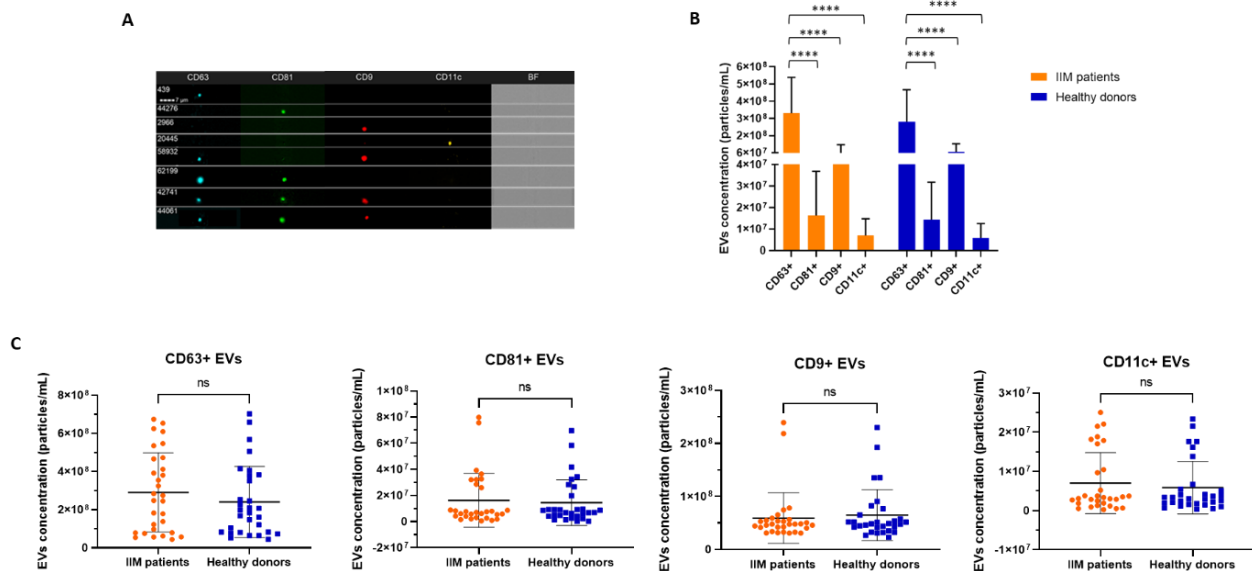 A
CD63 CD81 CD9 CD11c BF
439
7 µm
44276
2966
20445
58932
62199
42741
44061
B
**** ****
**** ****
**** ****
EVs concentration (particles/mL)
6×10⁸
5×10⁸
4×10⁸
3×10⁸
2×10⁸
6×10⁷
4×10⁷
3×10⁷
2×10⁷
1×10⁷
0
CD63+ CD81+ CD9+ CD11c+ CD63+ CD81+ CD9+ CD11c+
IIM patients
Healthy donors
C
CD63+ EVs
ns
EVs concentration (particles/mL)
8×10⁸
6×10⁸
4×10⁸
2×10⁸
0
IIM patients Healthy donors
CD81+ EVs
ns
EVs concentration (particles/mL)
1×10⁸
8×10⁷
6×10⁷
4×10⁷
2×10⁷
0
-2×10⁷
IIM patients Healthy donors
CD9+ EVs
ns
EVs concentration (particles/mL)
3×10⁸
2×10⁸
1×10⁸
0
IIM patients Healthy donors
CD11c+ EVs
ns
EVs concentration (particles/mL)
3×10⁷
2×10⁷
1×10⁷
0
-1×10⁷
IIM patients Healthy donors